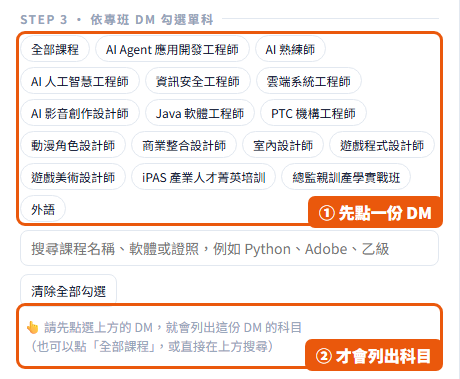 STEP 3 · 依專班 DM 勾選單科
全部課程 AI Agent 應用開發工程師 AI 熟練師
AI 人工智慧工程師 資訊安全工程師 雲端系統工程師
AI 影音創作設計師 Java 軟體工程師 PTC 機構工程師
動漫角色設計師 商業整合設計師 室內設計師 遊戲程式設計師
遊戲美術設計師 iPAS 產業人才菁英培訓 總監親訓產學實戰班
外語
① 先點一份 DM
搜尋課程名稱、軟體或證照，例如 Python、Adobe、乙級
清除全部勾選
👆 請先點選上方的 DM，就會列出這份 DM 的科目
（也可以點「全部課程」，或直接在上方搜尋）
② 才會列出科目